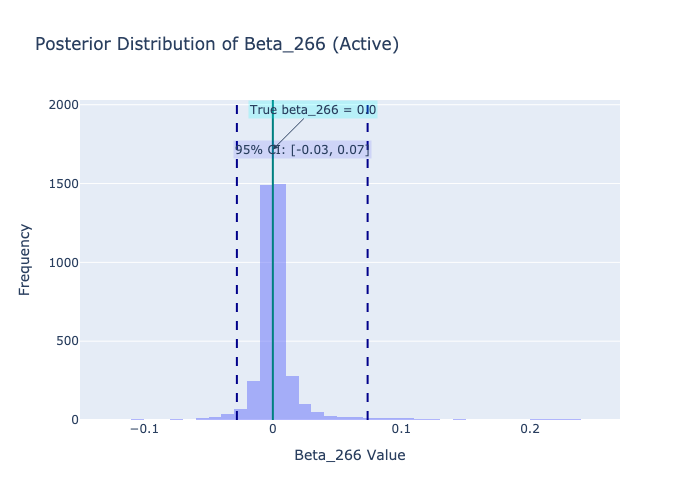 Posterior Distribution of Beta_266 (Active)
2000
1500
1000
500
0
Frequency
True beta_266 = 0.0
95% CI: [-0.03, 0.07]
−0.1
0
0.1
0.2
Beta_266 Value